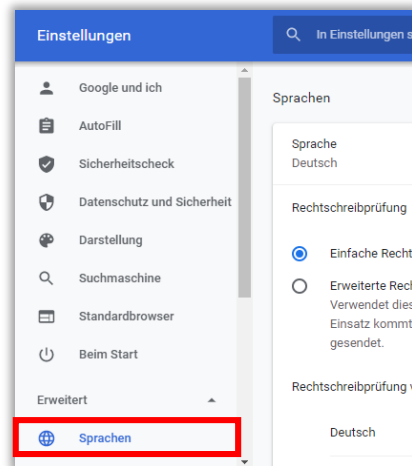 Einstellungen
In Einstellungen
Google und ich
AutoFill
Sicherheitscheck
Datenschutz und Sicherheit
Darstellung
Suchmaschine
Standardbrowser
Beim Start
Erweitert
Sprachen
Sprachen
Sprache
Deutsch
Rechtschreibprüfung
Einfache Recht
Erweiterte Rech
Verwendet dies
Einsatz kommt
gesendet.
Rechtschreibprüfung
Deutsch